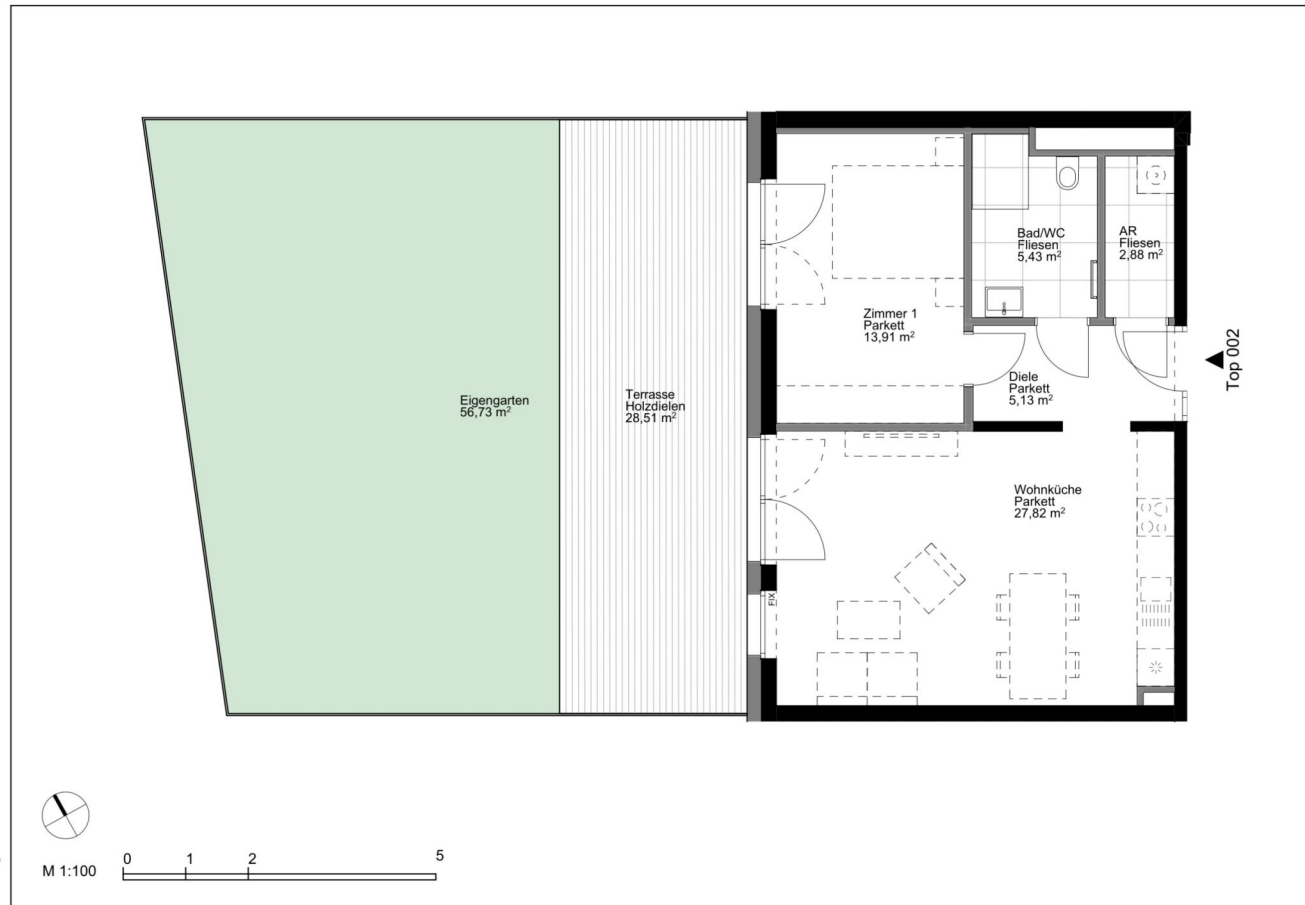 Bad/WC
Fliesen
5,43 m²
AR
Fliesen
2,88 m²
Zimmer 1
Parkett
13,91 m²
Top 002
Diele
Parkett
5,13 m²
Eigengarten
56,73 m²
Terrasse
Holzdielen
28,51 m²
Wohnküche
Parkett
27,82 m²
FIX
M 1:100
0 1 2 5